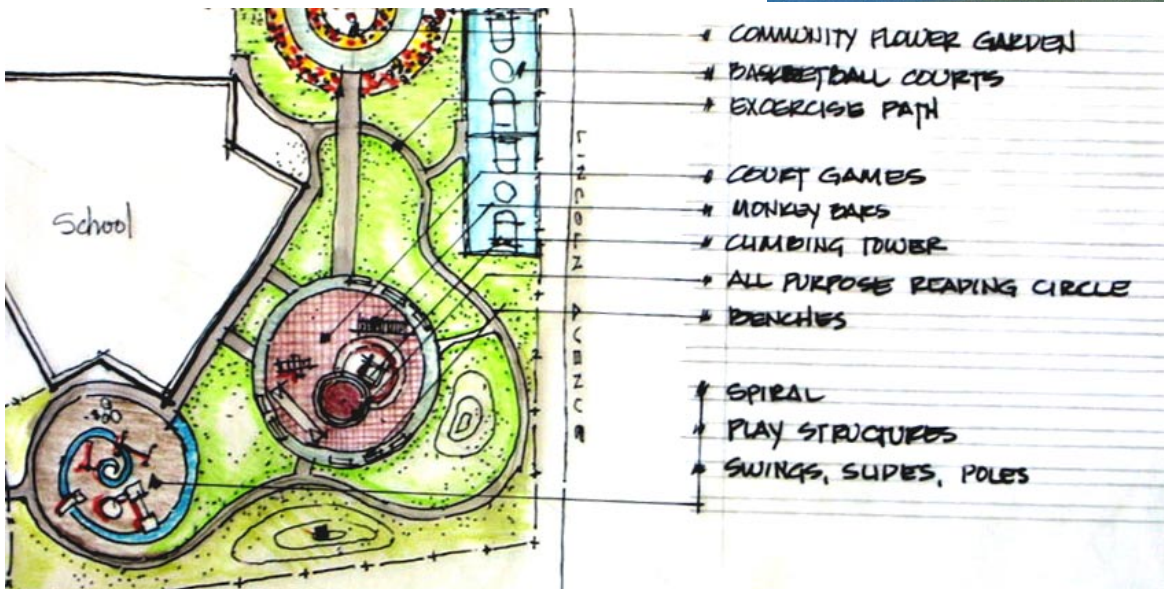 School
LINCOLN AVENUE
COMMUNITY FLOWER GARDEN
BASKETBALL COURTS
EXCERCISE PATH
COURT GAMES
MONKEY BARS
CLIMBING TOWER
ALL PURPOSE READING CIRCLE
BENCHES
SPIRAL
PLAY STRUCTURES
SWINGS, SLIDES, POLES